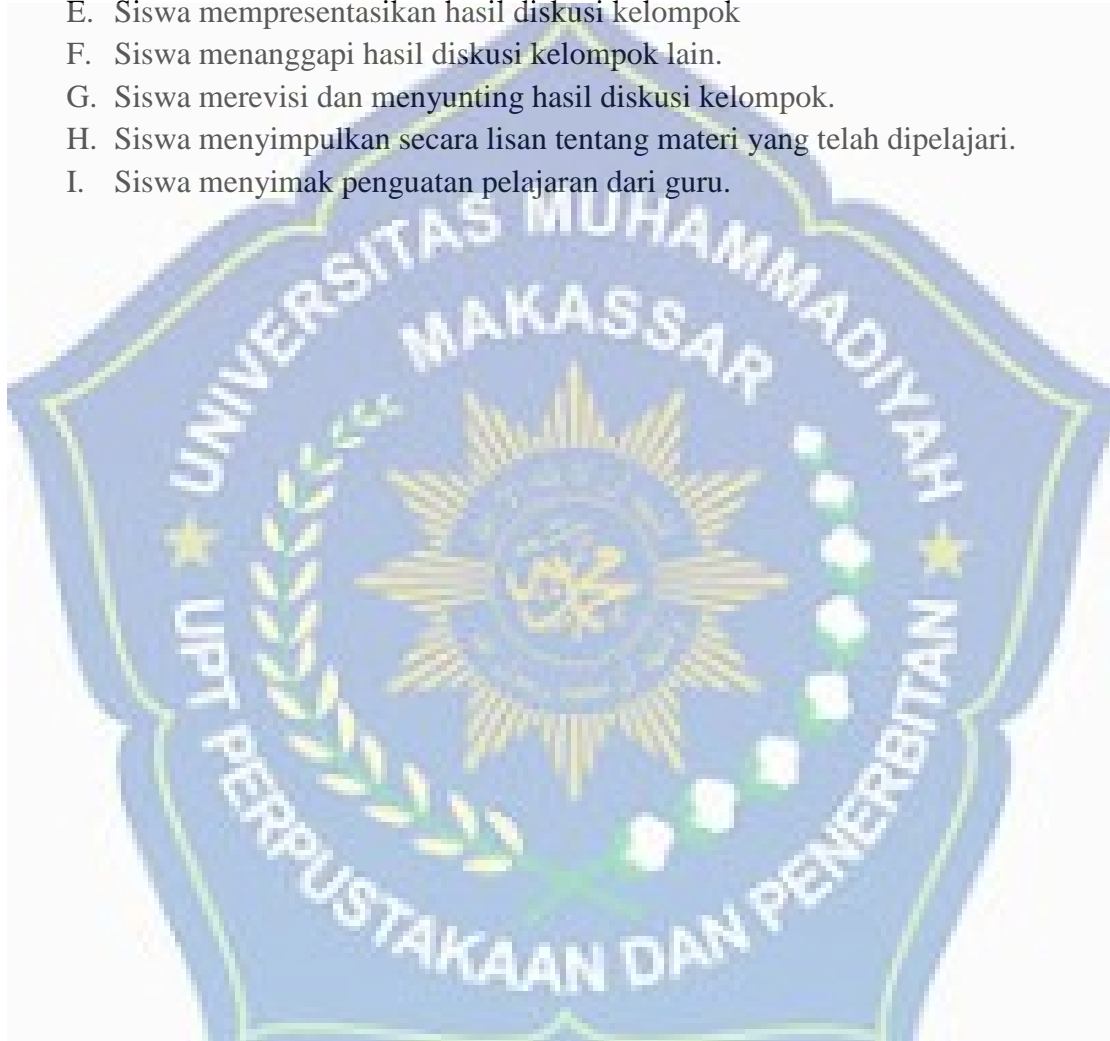 E. Siswa mempresentasikan hasil diskusi kelompok
F. Siswa menanggapi hasil diskusi kelompok lain.
G. Siswa merevisi dan menyunting hasil diskusi kelompok.
H. Siswa menyimpulkan secara lisan tentang materi yang telah dipelajari.
I. Siswa menyimak penguatan pelajaran dari guru.
UNIVERSITAS MUHAMMADIYAH
MAKASSAR
UPT PERPUSTAKAAN DAN PENERBITAN